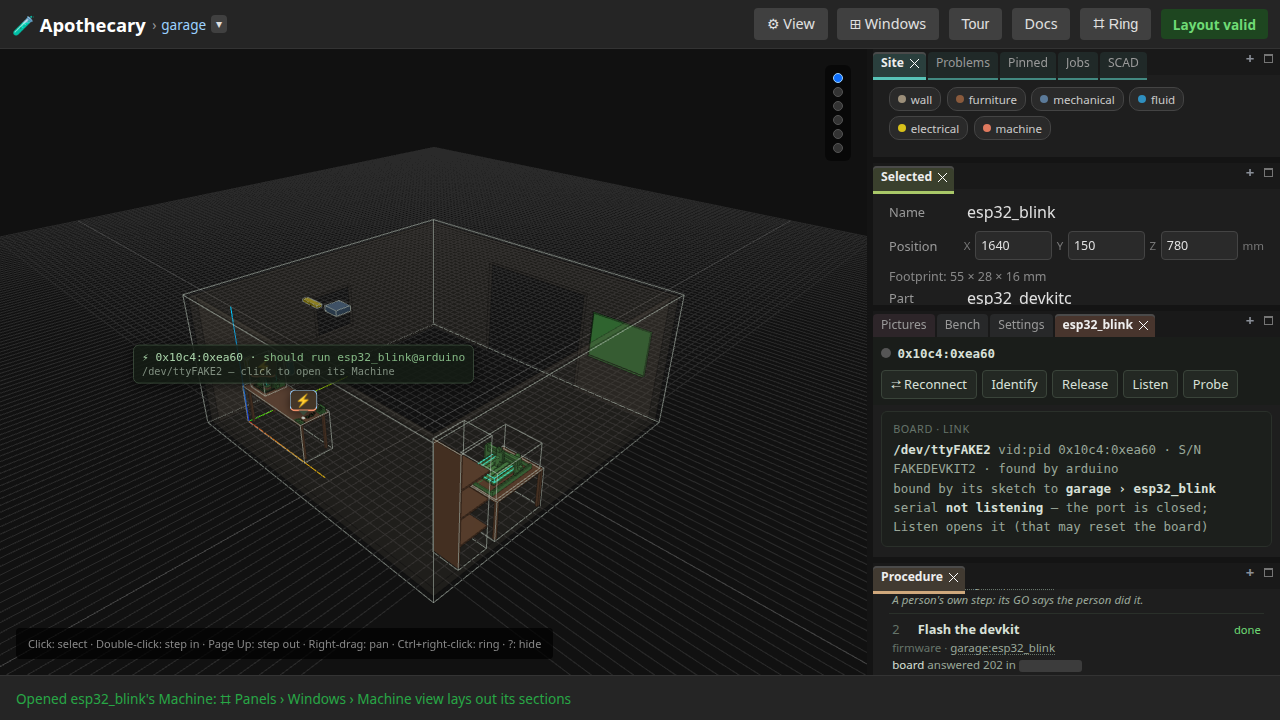 🧪 Apothecary › garage ▾
⚙ View
⊞ Windows
Tour
Docs
⌗ Ring
Layout valid
Site
Problems
Pinned
Jobs
SCAD
wall
furniture
mechanical
fluid
electrical
machine
Selected
Name esp32_blink
Position X 1640 Y 150 Z 780 mm
Footprint: 55 × 28 × 16 mm
Part esp32_devkitc
Pictures
Bench
Settings
esp32_blink
0x10c4:0xea60
⇄ Reconnect
Identify
Release
Listen
Probe
BOARD · LINK
/dev/ttyFAKE2 vid:pid 0x10c4:0xea60 · S/N
FAKEDEVKIT2 · found by arduino
bound by its sketch to garage › esp32_blink
serial not listening — the port is closed;
Listen opens it (that may reset the board)
Procedure
A person's own step: its GO says the person did it.
2 Flash the devkit done
firmware · garage:esp32_blink
board answered 202 in
⚡ 0x10c4:0xea60 · should run esp32_blink@arduino
/dev/ttyFAKE2 — click to open its Machine
Click: select · Double-click: step in · Page Up: step out · Right-drag: pan · Ctrl+right-click: ring · ?: hide
Opened esp32_blink's Machine: ⌗ Panels › Windows › Machine view lays out its sections